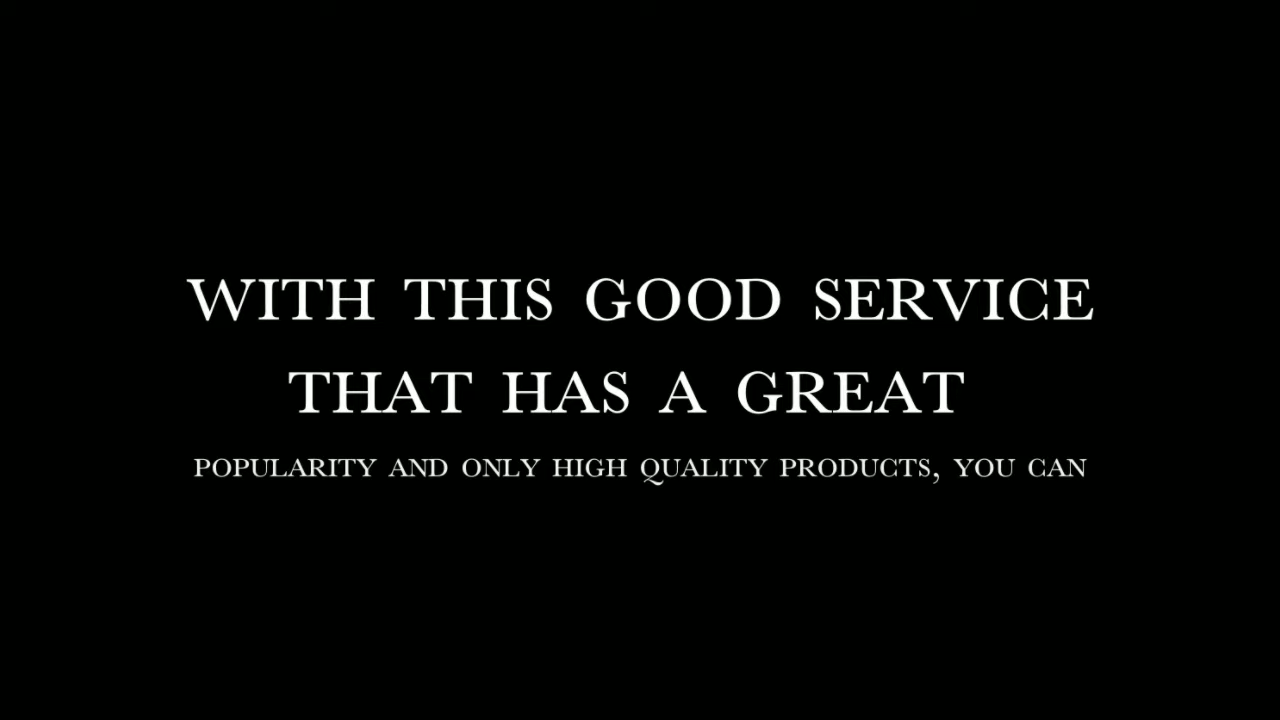 WITH THIS GOOD SERVICE
THAT HAS A GREAT
POPULARITY AND ONLY HIGH QUALITY PRODUCTS, YOU CAN